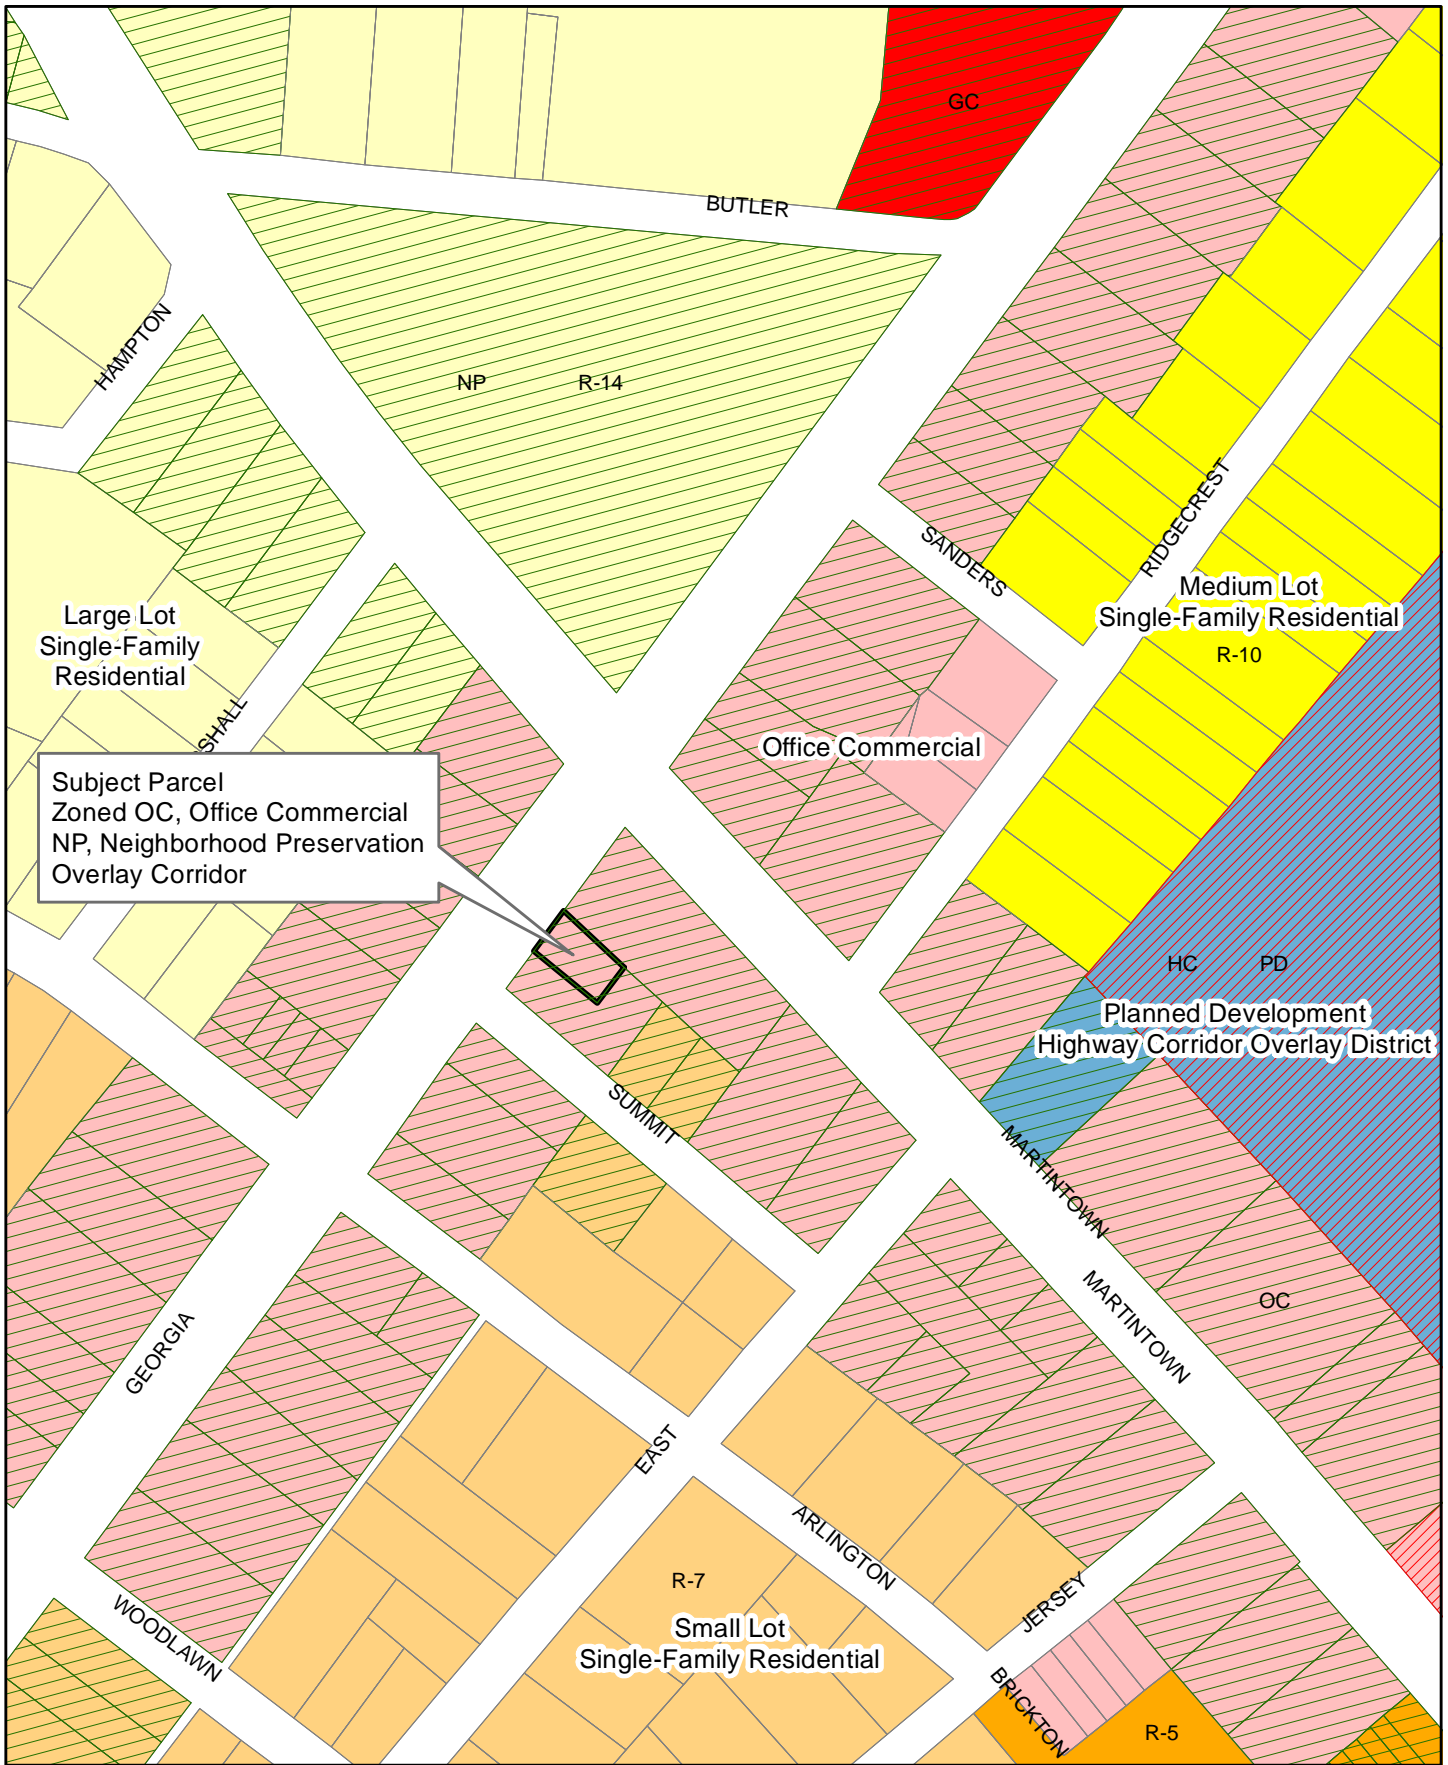 GC
BUTLER
HAMPTON
NP
R-14
SANDERS
RIDGECREST
Medium Lot
Single-Family Residential
R-10
Large Lot
Single-Family
Residential
SHALL
Office Commercial
Subject Parcel
Zoned OC, Office Commercial
NP, Neighborhood Preservation
Overlay Corridor
HC
PD
Planned Development
Highway Corridor Overlay District
SUMMIT
MARTINTOWN
MARTINTOWN
OC
GEORGIA
EAST
ARLINGTON
R-7
JERSEY
WOODLAWN
Small Lot
Single-Family Residential
BRICKTON
R-5